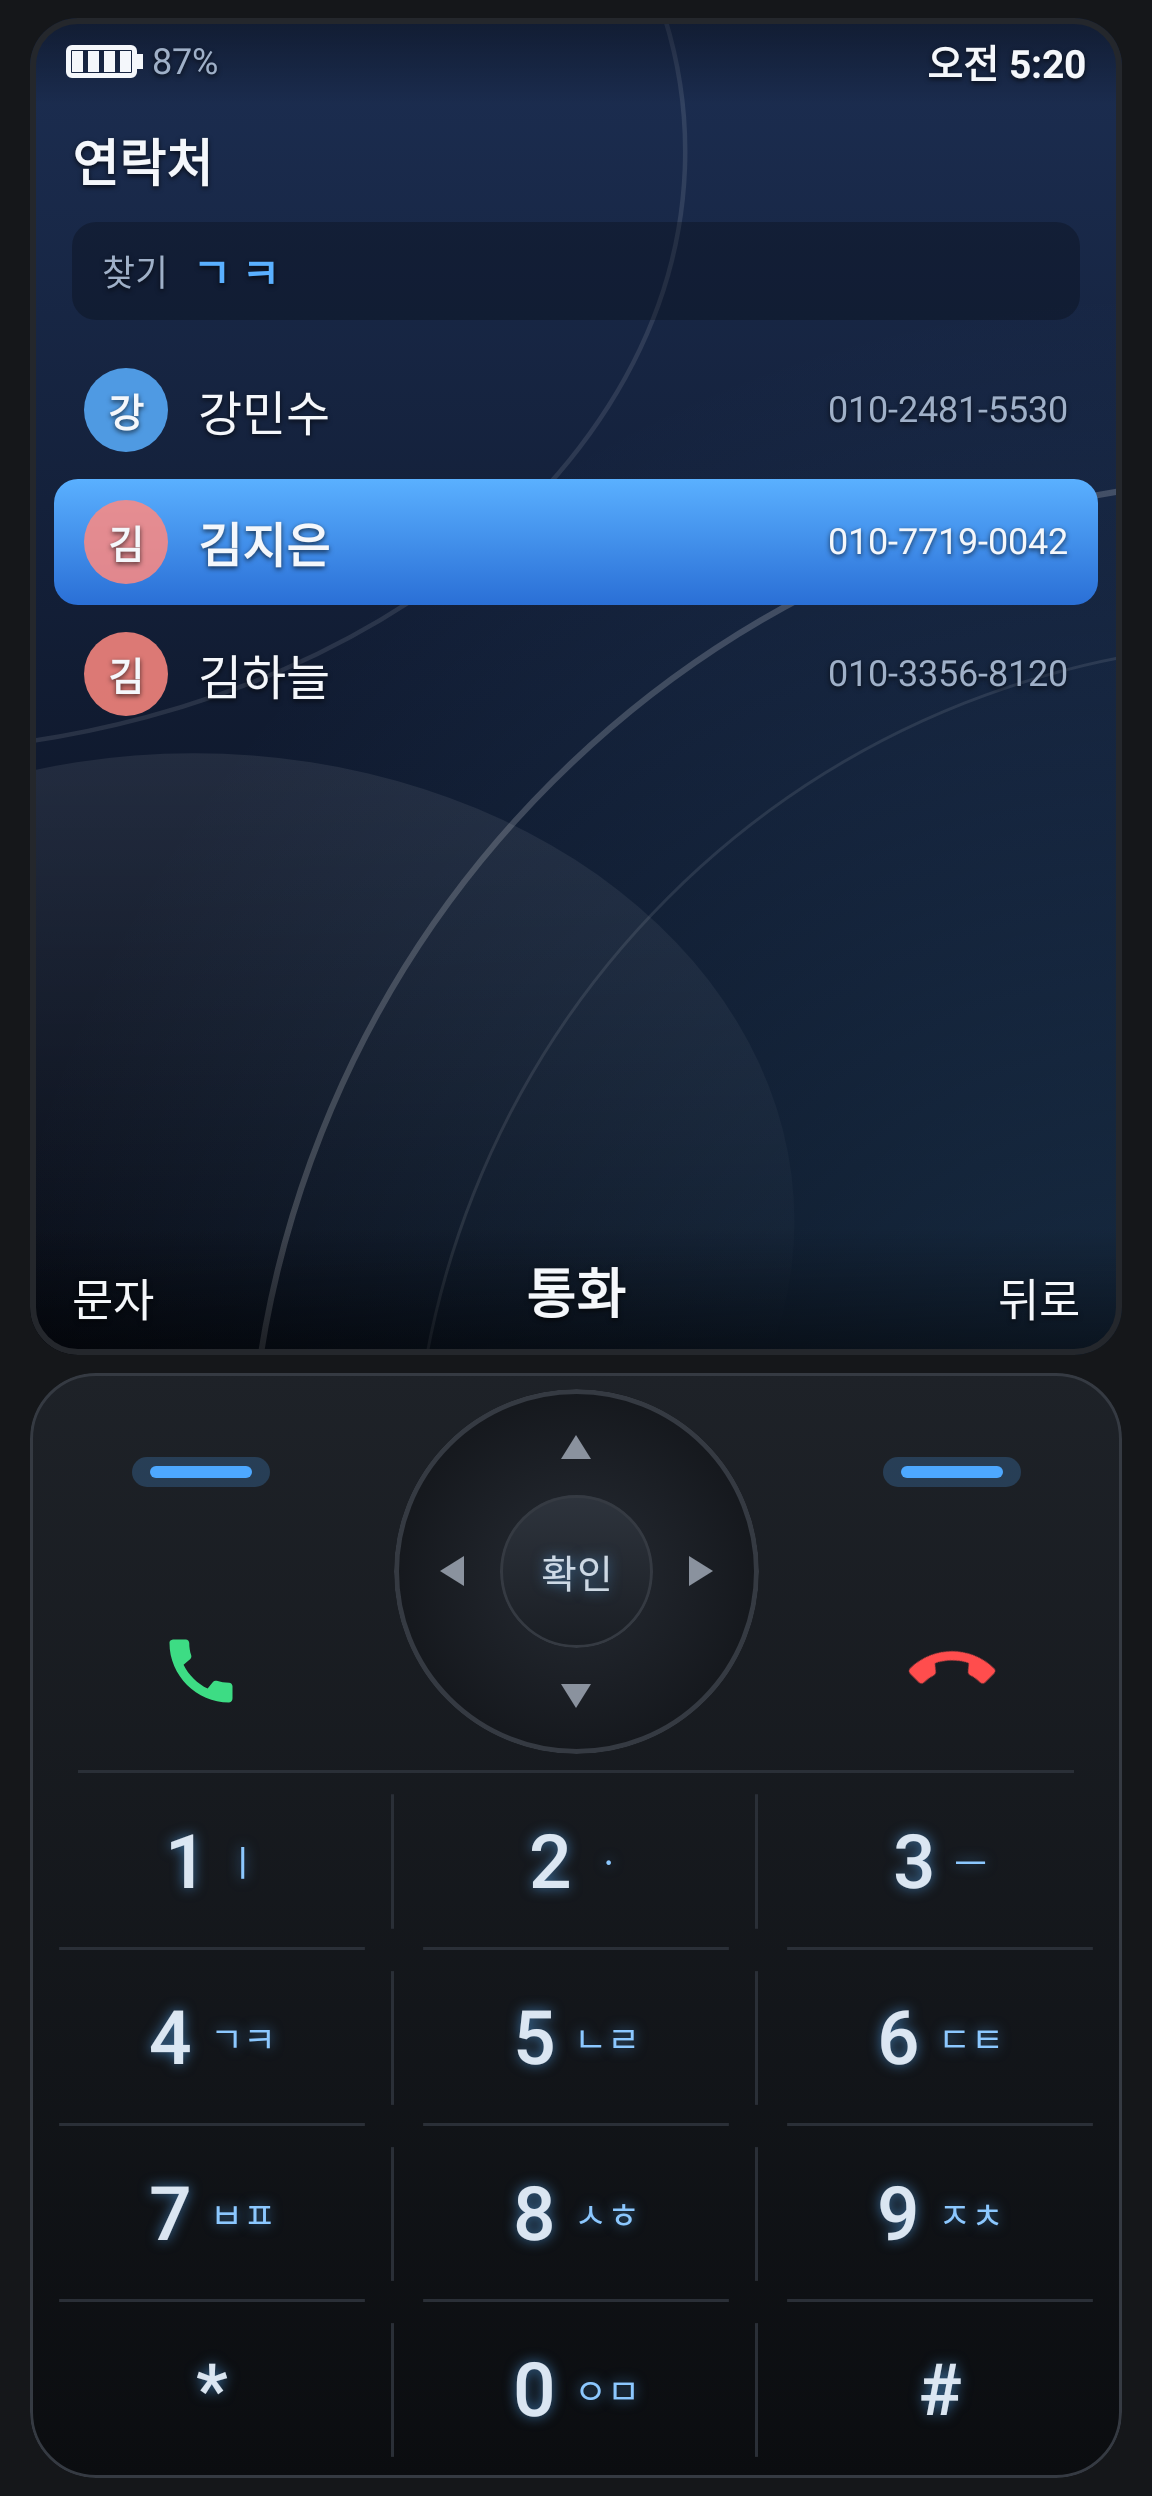 87% 오전 5:20
연락처
찾기 ㄱㅋ
강 강민수 010-2481-5530
김 김지은 010-7719-0042
김 김하늘 010-3356-8120
문자 통화 뒤로
확인
1 ㅣ 2 · 3 ㅡ
4 ㄱㅋ 5 ㄴㄹ 6 ㄷㅌ
7 ㅂㅍ 8 ㅅㅎ 9 ㅈㅊ
* 0 ㅇㅁ #